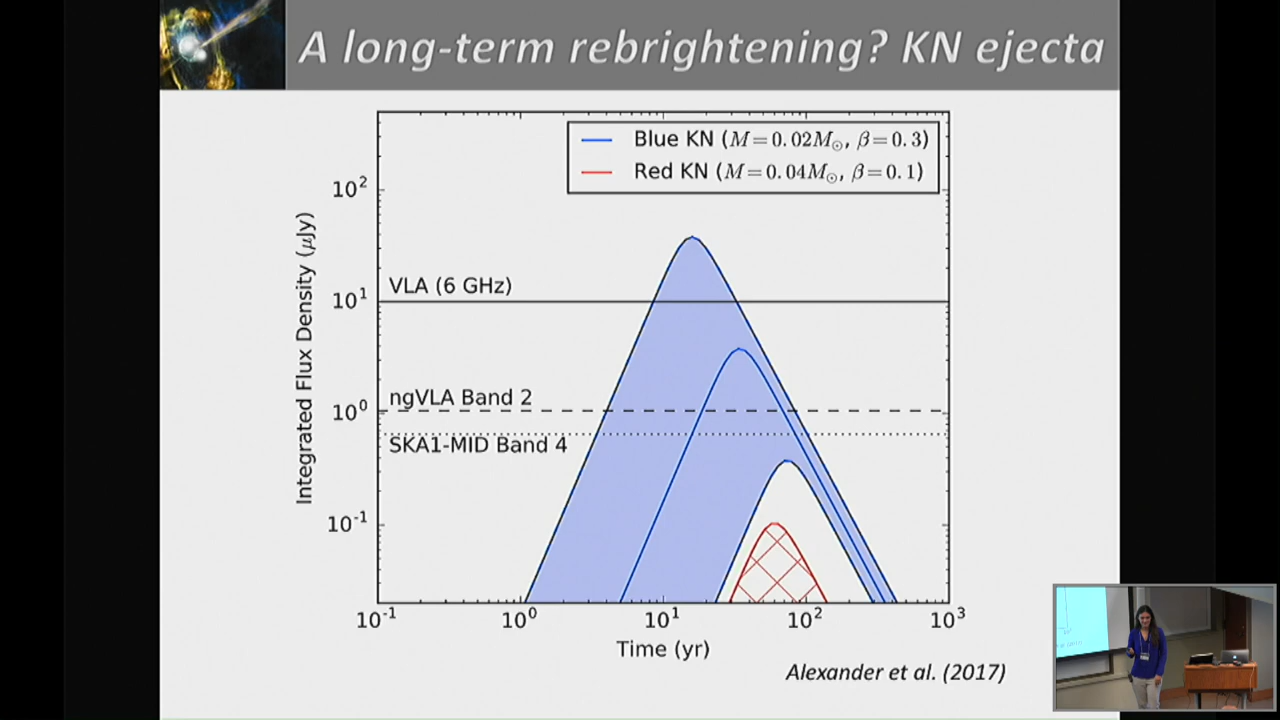 A long-term rebrightening? KN ejecta
Blue KN (M=0.02M⊙, β=0.3)
Red KN (M=0.04M⊙, β=0.1)
Integrated Flux Density (μJy)
10²
VLA (6 GHz)
10¹
ngVLA Band 2
10⁰
SKA1-MID Band 4
10⁻¹
10⁻¹ 10⁰ 10¹ 10² 10³
Time (yr)
Alexander et al. (2017)